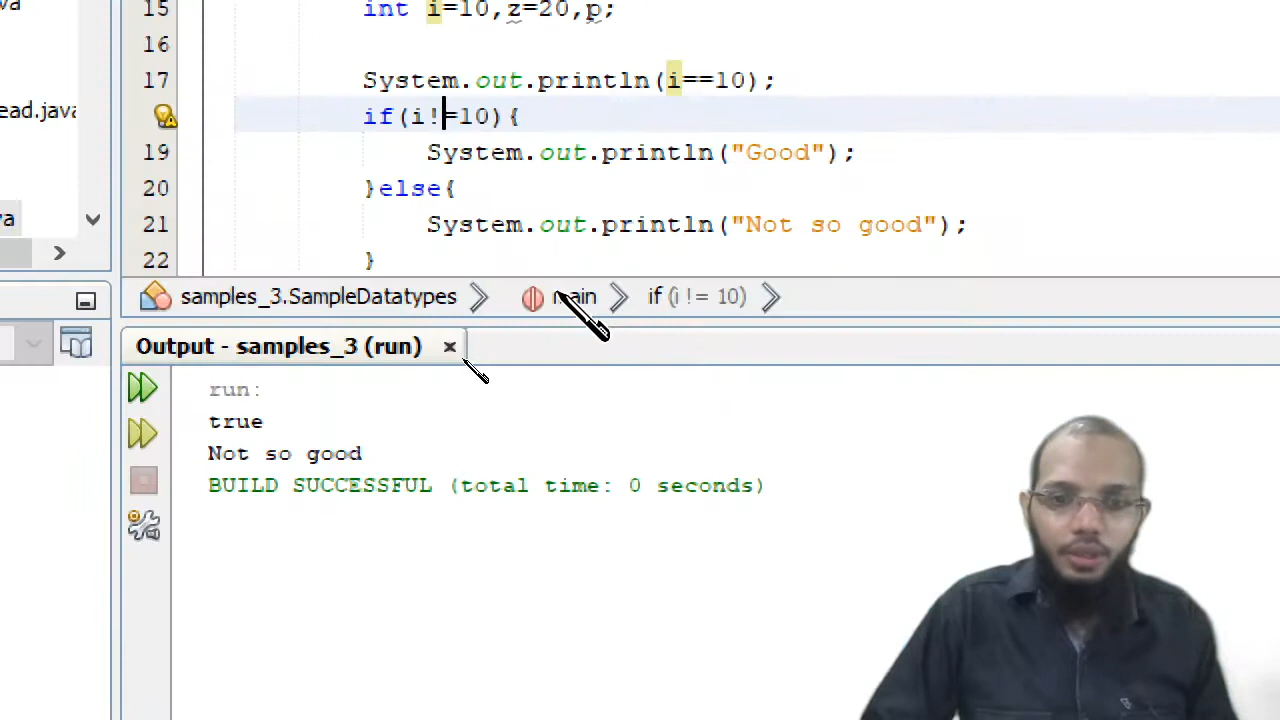 va
15 int i=10,z=20,p;
16
17 System.out.println(i==10);
ead.java
if(i!=10){
19 System.out.println("Good");
20 }else{
21 System.out.println("Not so good");
va
22 }
samples_3.SampleDatatypes main if (i != 10)
Output - samples_3 (run) ×
run:
true
Not so good
BUILD SUCCESSFUL (total time: 0 seconds)